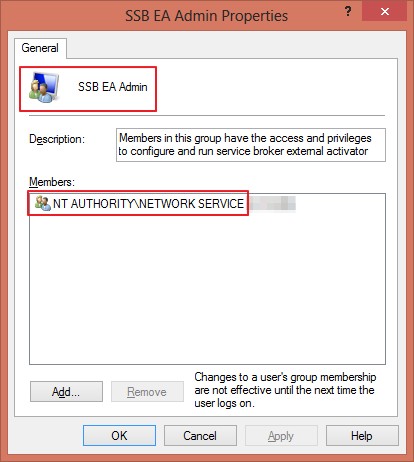 SSB EA Admin Properties
?
General
SSB EA Admin
Description:
Members in this group have the access and privileges
to configure and run service broker external activator
Members:
NT AUTHORITY\NETWORK SERVICE
Add...
Remove
Changes to a user's group membership
are not effective until the next time the
user logs on.
OK
Cancel
Apply
Help